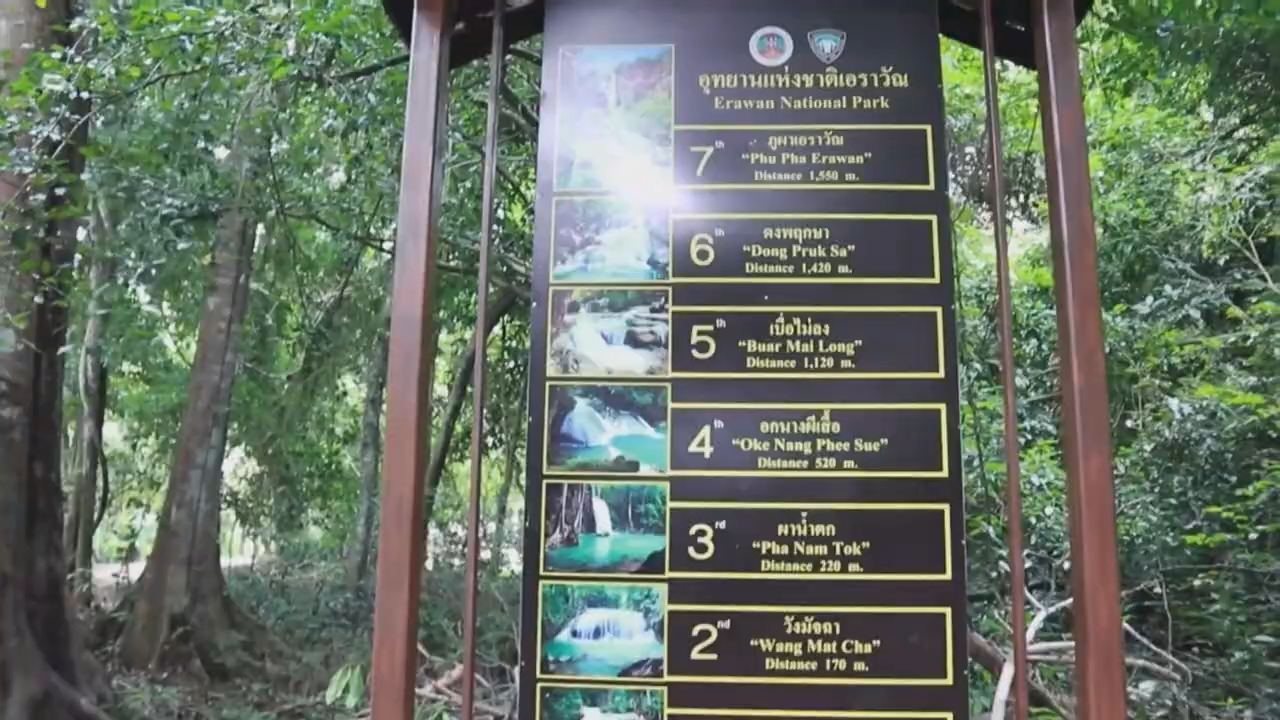 อุทยานแห่งชาติเอราวัณ
Erawan National Park
7th
ภูผาเอราวัณ
“Phu Pha Erawan”
Distance 1,550 m.
6th
ดงพฤกษา
“Dong Pruk Sa”
Distance 1,420 m.
5th
เบื่อไม่ลง
“Buar Mai Long”
Distance 1,120 m.
4th
อกนางผีเสื้อ
“Oke Nang Phee Sue”
Distance 520 m.
3rd
ผาน้ำตก
“Pha Nam Tok”
Distance 220 m.
2nd
วังมัจฉา
“Wang Mat Cha”
Distance 170 m.